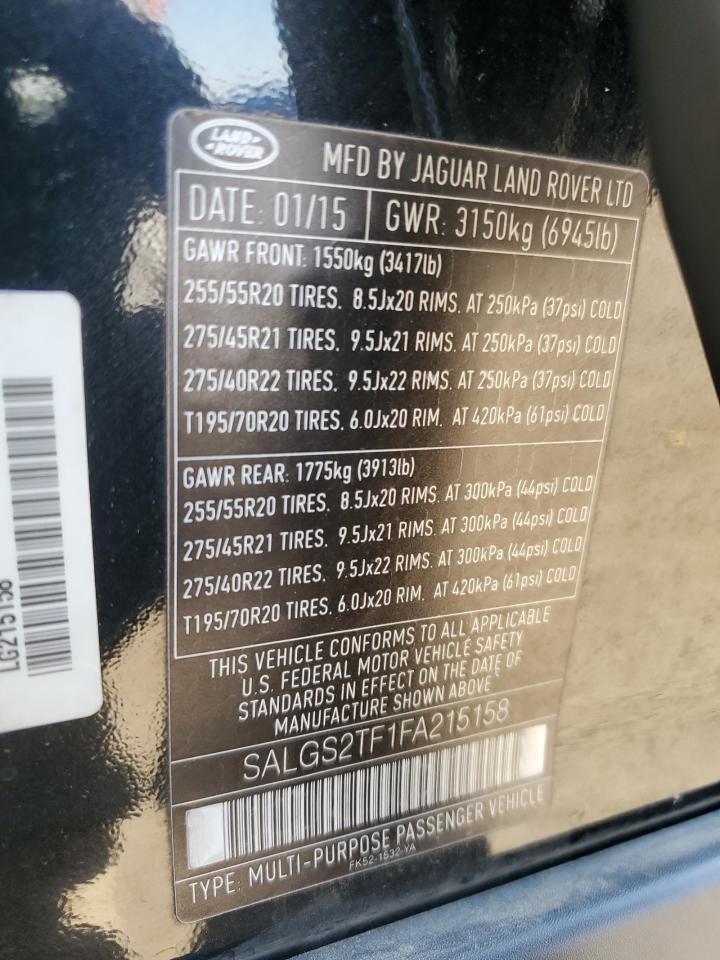 LAND ROVER
MFD BY JAGUAR LAND ROVER LTD
DATE: 01/15 GWR: 3150kg (6945lb)
GAWR FRONT: 1550kg (3417lb)
255/55R20 TIRES. 8.5Jx20 RIMS. AT 250kPa (37psi) COLD
275/45R21 TIRES. 9.5Jx21 RIMS. AT 250kPa (37psi) COLD
275/40R22 TIRES. 9.5Jx22 RIMS. AT 250kPa (37psi) COLD
T195/70R20 TIRES. 6.0Jx20 RIM. AT 420kPa (61psi) COLD
GAWR REAR: 1775kg (3913lb)
255/55R20 TIRES. 8.5Jx20 RIMS. AT 300kPa (44psi) COLD
275/45R21 TIRES. 9.5Jx21 RIMS. AT 300kPa (44psi) COLD
275/40R22 TIRES. 9.5Jx22 RIMS. AT 300kPa (44psi) COLD
T195/70R20 TIRES. 6.0Jx20 RIM. AT 420kPa (61psi) COLD
THIS VEHICLE CONFORMS TO ALL APPLICABLE
U.S. FEDERAL MOTOR VEHICLE SAFETY
STANDARDS IN EFFECT ON THE DATE OF
MANUFACTURE SHOWN ABOVE
SALGS2TF1FA215158
TYPE: MULTI-PURPOSE PASSENGER VEHICLE
FK52-1532-YA
LG215158